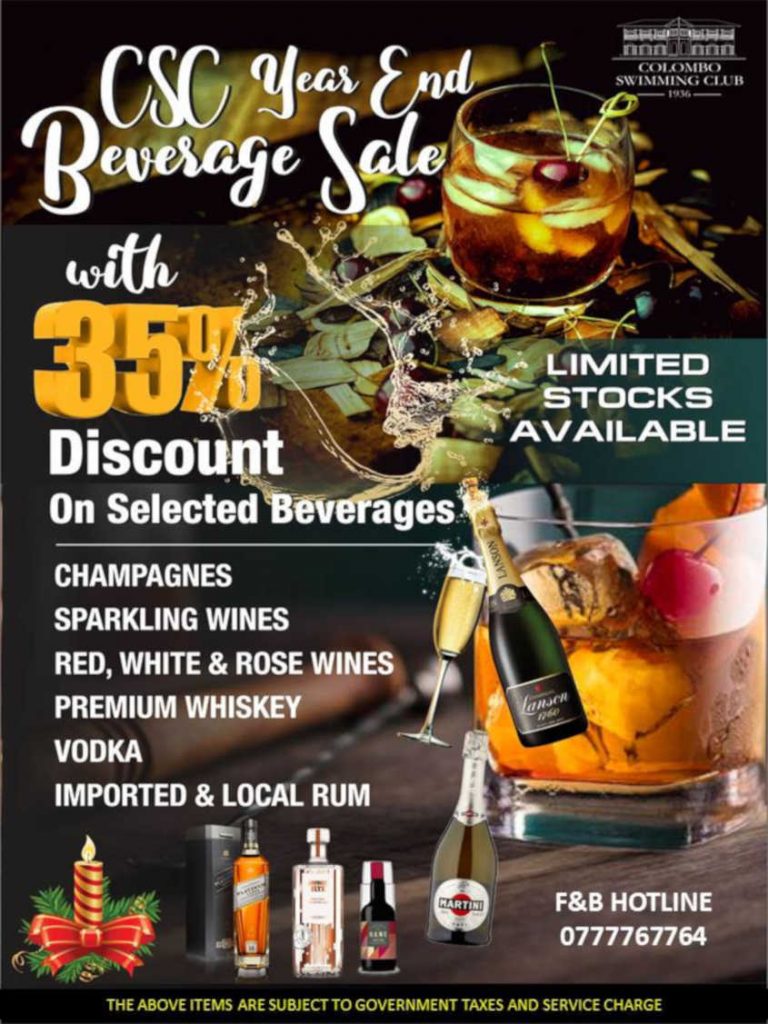 COLOMBO
SWIMMING CLUB
1936
CSC Year End
Beverage Sale
with
35%
Discount
On Selected Beverages
LIMITED
STOCKS
AVAILABLE
CHAMPAGNES
SPARKLING WINES
RED, WHITE & ROSE WINES
PREMIUM WHISKEY
VODKA
IMPORTED & LOCAL RUM
LANSON
Lanson
1760
MARTINI
F&B HOTLINE
0777767764
THE ABOVE ITEMS ARE SUBJECT TO GOVERNMENT TAXES AND SERVICE CHARGE